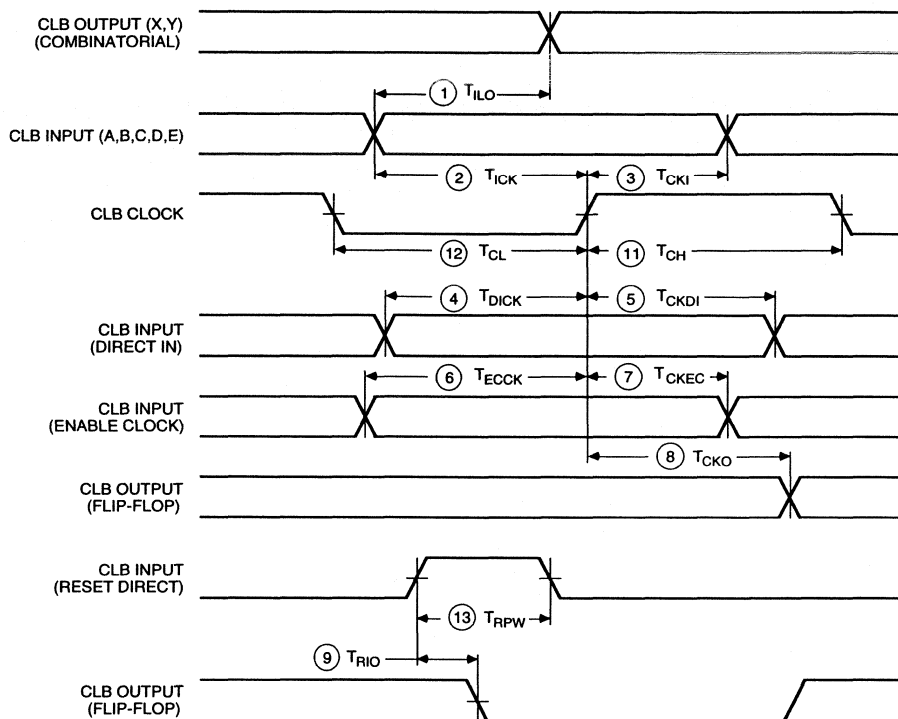 CLB OUTPUT (X,Y)
(COMBINATORIAL)
1 TILO
CLB INPUT (A,B,C,D,E)
2 TICK 3 TCKI
CLB CLOCK
12 TCL 11 TCH
4 TDICK 5 TCKDI
CLB INPUT
(DIRECT IN)
6 TECCK 7 TCKEC
CLB INPUT
(ENABLE CLOCK)
8 TCKO
CLB OUTPUT
(FLIP-FLOP)
CLB INPUT
(RESET DIRECT)
13 TRPW
9 TRIO
CLB OUTPUT
(FLIP-FLOP)